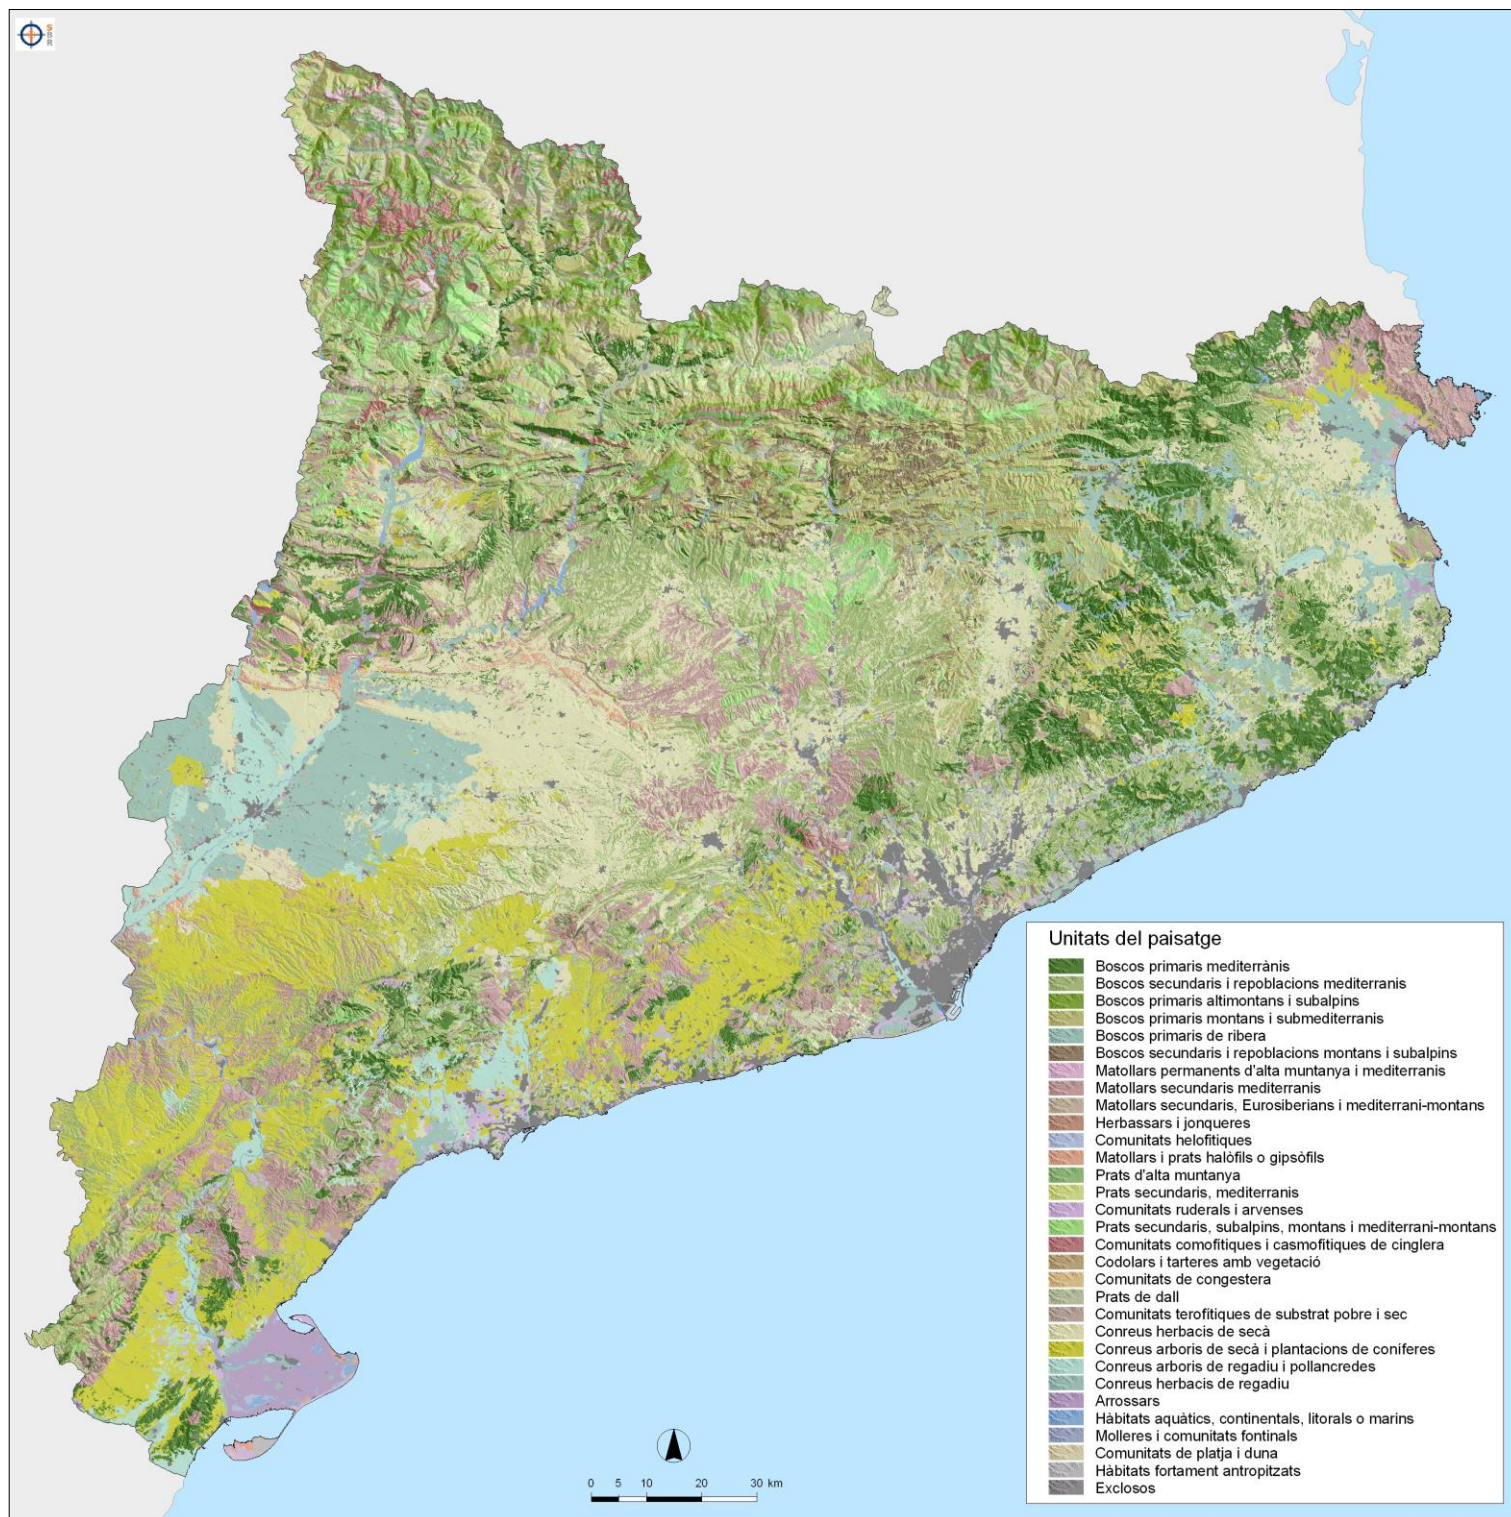 S
B
R
Unitats del paisatge
Boscos primaris mediterrànis
Boscos secundaris i repoblacions mediterranis
Boscos primaris altimontans i subalpins
Boscos primaris montans i submediterranis
Boscos primaris de ribera
Boscos secundaris i repoblacions montans i subalpins
Matollars permanents d'alta muntanya i mediterranis
Matollars secundaris mediterranis
Matollars secundaris, Eurosiberians i mediterrani-montans
Herbassars i jonqueres
Comunitats helofítiques
Matollars i prats halòfils o gipsòfils
Prats d'alta muntanya
Prats secundaris, mediterranis
Comunitats ruderals i arvenses
Prats secundaris, subalpins, montans i mediterrani-montans
Comunitats comofítiques i casmofítiques de cinglera
Codolars i tarteres amb vegetació
Comunitats de congestera
Prats de dall
Comunitats terofítiques de substrat pobre i sec
Conreus herbacis de secà
Conreus arboris de secà i plantacions de coníferes
Conreus arboris de regadiu i pollancredes
Conreus herbacis de regadiu
Arrossars
Hàbitats aquàtics, continentals, litorals o marins
Molleres i comunitats fontinals
Comunitats de platja i duna
Hàbitats fortament antropitzats
Exclosos
0 5 10 20 30 km